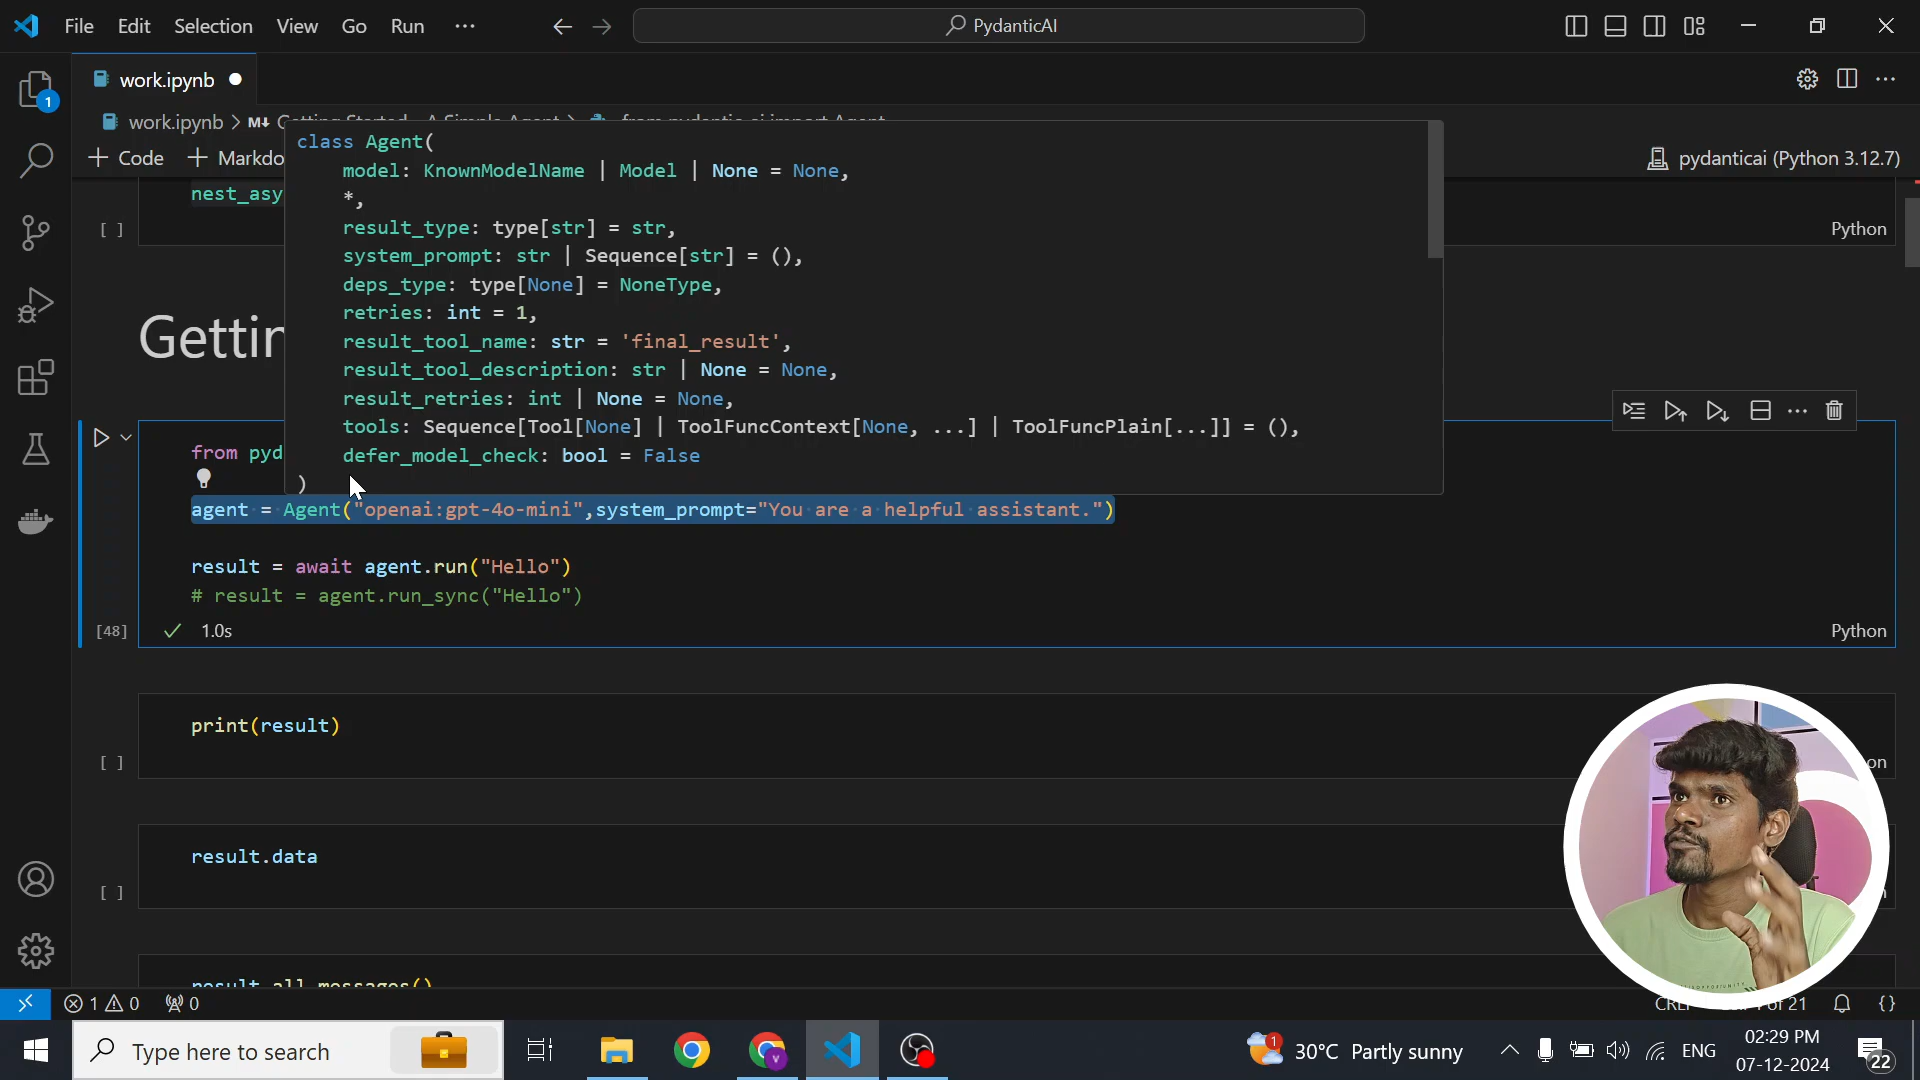 File Edit Selection View Go Run ··· PydanticAI
work.ipynb
work.ipynb > M↓ Getting Started - A Simple Agent > from pydantic_ai import Agent
+ Code + Markdo pydanticai (Python 3.12.7)
class Agent(
model: KnownModelName | Model | None = None,
*,
result_type: type[str] = str,
system_prompt: str | Sequence[str] = (),
deps_type: type[None] = NoneType,
retries: int = 1,
result_tool_name: str = 'final_result',
result_tool_description: str | None = None,
result_retries: int | None = None,
tools: Sequence[Tool[None] | ToolFuncContext[None, ...] | ToolFuncPlain[...]] = (),
defer_model_check: bool = False
)
nest_asy
[ ] Python
Gettin
from pyd
agent = Agent("openai:gpt-4o-mini",system_prompt="You are a helpful assistant.")
result = await agent.run("Hello")
# result = agent.run_sync("Hello")
[48] 1.0s Python
print(result)
[ ] on
result.data
[ ]
result.all_messages()
1 0 0 CRLF of 21 {}
Type here to search
30°C Partly sunny ENG
02:29 PM
07-12-2024
22
1